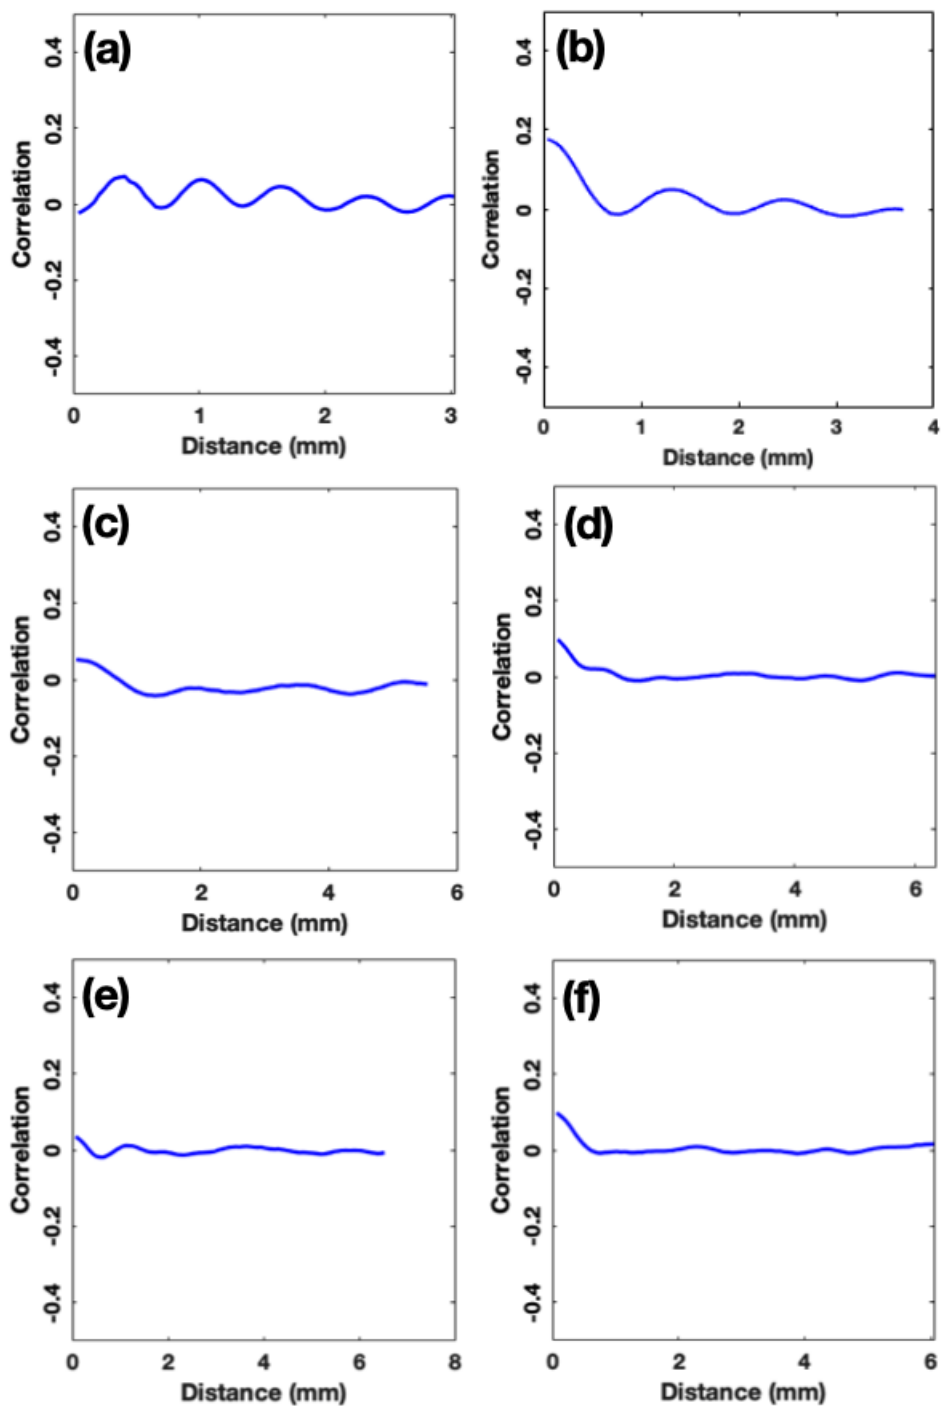 (a)
0.4
0.2
0
-0.2
-0.4
Correlation
0 1 2 3
Distance (mm)
(b)
0.4
0.2
0
-0.2
-0.4
Correlation
0 1 2 3 4
Distance (mm)
(c)
0.4
0.2
0
-0.2
-0.4
Correlation
0 2 4 6
Distance (mm)
(d)
0.4
0.2
0
-0.2
-0.4
Correlation
0 2 4 6
Distance (mm)
(e)
0.4
0.2
0
-0.2
-0.4
Correlation
0 2 4 6 8
Distance (mm)
(f)
0.4
0.2
0
-0.2
-0.4
Correlation
0 2 4 6
Distance (mm)